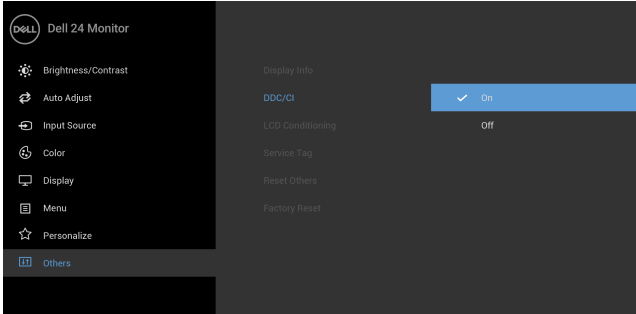 DELL
Dell 24 Monitor
Brightness/Contrast
Auto Adjust
Input Source
Color
Display
Menu
Personalize
Others
Display Info
DDC/CI
LCD Conditioning
Service Tag
Reset Others
Factory Reset
On
Off